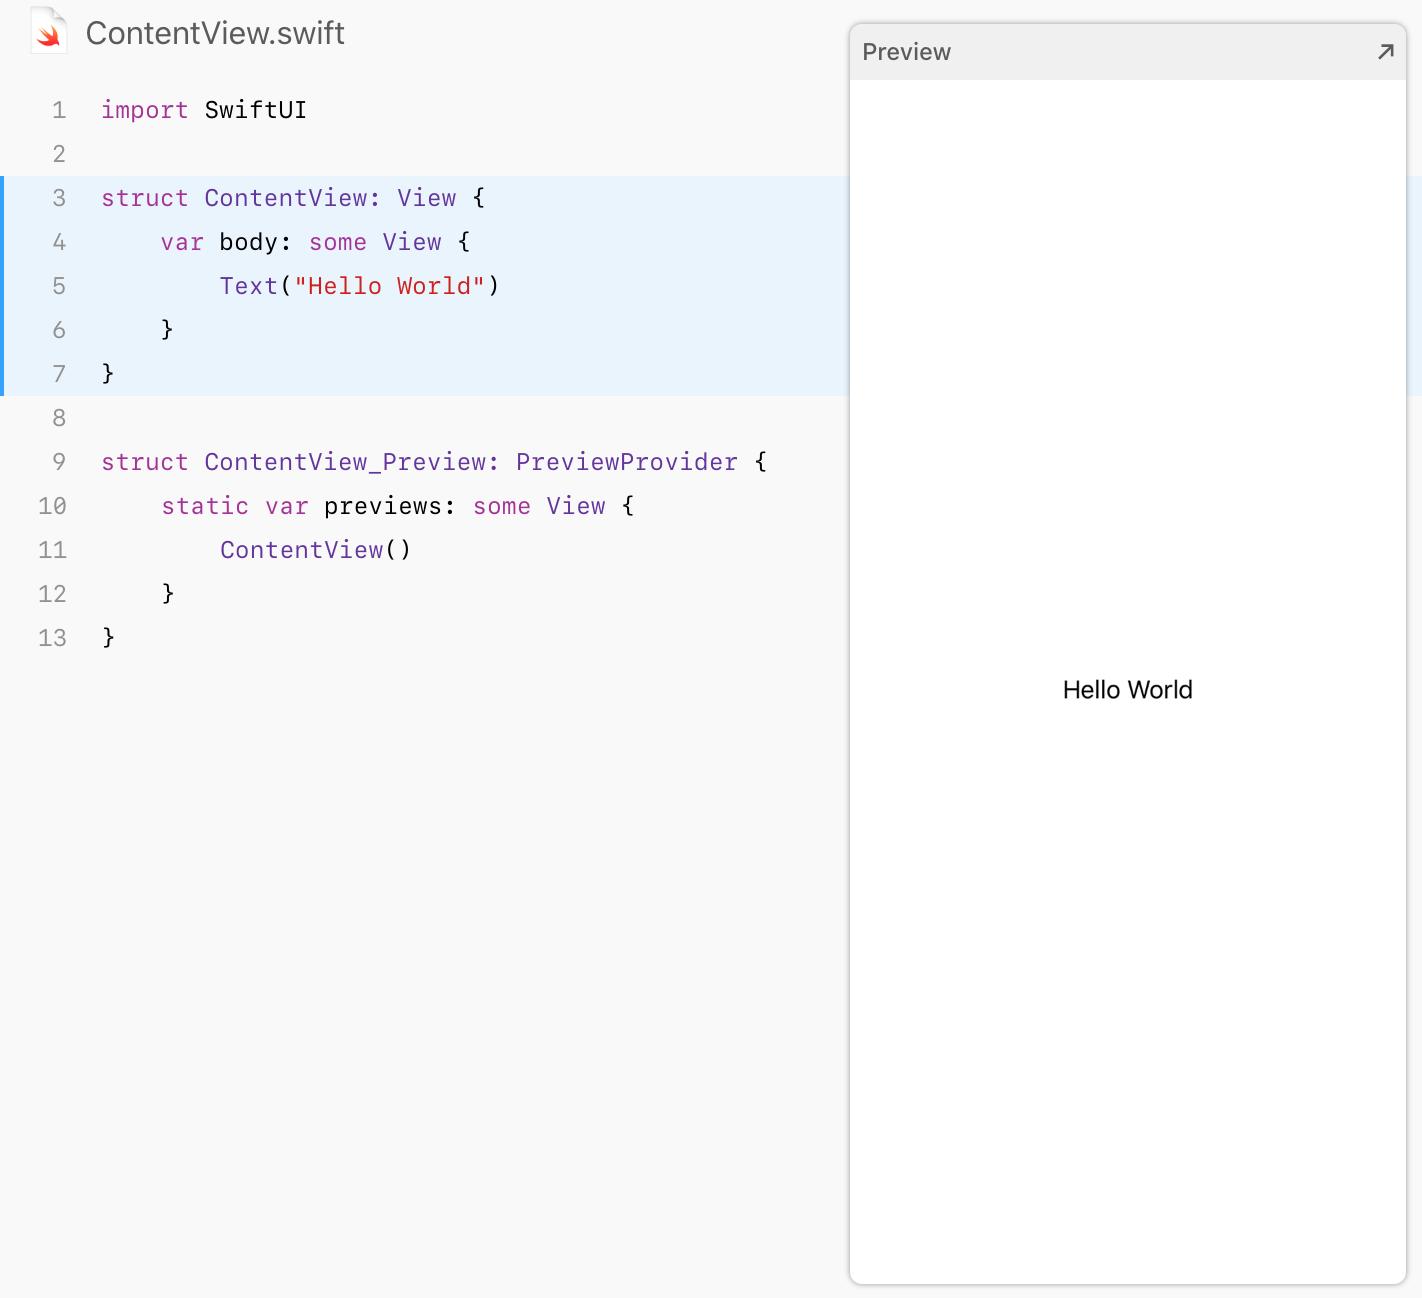 ContentView.swift
1 import SwiftUI
2
3 struct ContentView: View {
4     var body: some View {
5         Text("Hello World")
6     }
7 }
8
9 struct ContentView_Preview: PreviewProvider {
10     static var previews: some View {
11         ContentView()
12     }
13 }
Preview
Hello World